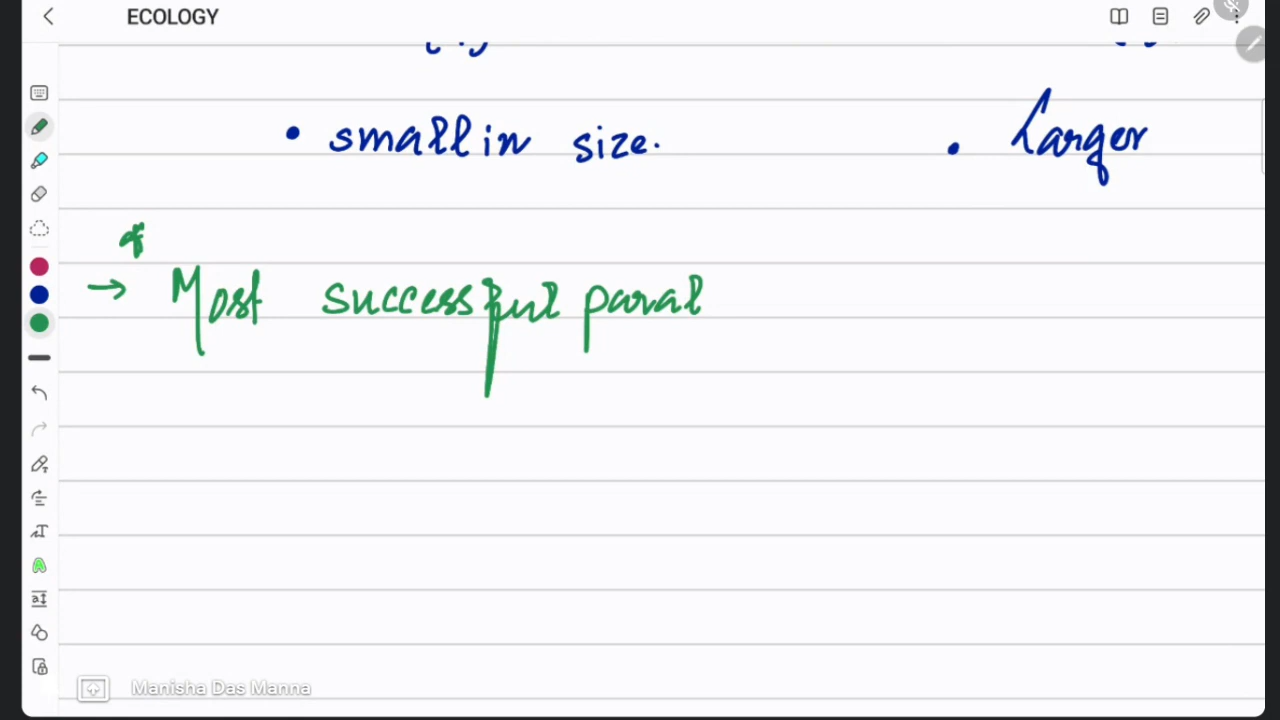 ECOLOGY
• small in size. • Larger
* 
→ Most successful paral
Manisha Das Manna